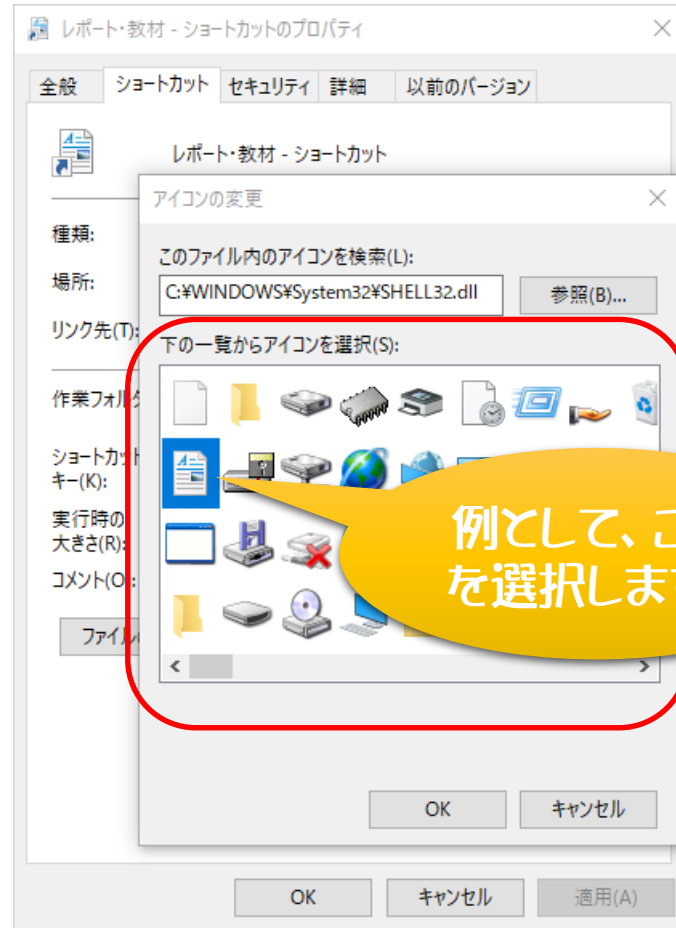 レポート・教材 - ショートカットのプロパティ
全般 ショートカット セキュリティ 詳細 以前のバージョン
レポート・教材 - ショートカット
アイコンの変更
種類:
このファイル内のアイコンを検索(L):
場所:
C:¥WINDOWS¥System32¥SHELL32.dll
参照(B)...
リンク先(T):
下の一覧からアイコンを選択(S):
作業フォル
ショートカット
キー(K):
例として、こ
を選択します
実行時の
大きさ(R):
コメント(O):
ファイル
OK キャンセル
OK キャンセル 適用(A)